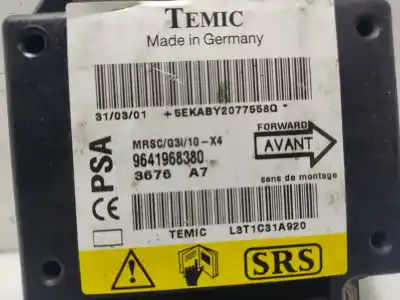 TEMIC
Made in Germany
31/03/01 +5EKABY2077558Q
PSA
CE
MRSC/G3I/10-X4
9641968380
3676 A7
FORWARD
AVANT
sens de montage
TEMIC L3T1C31A920
SRS